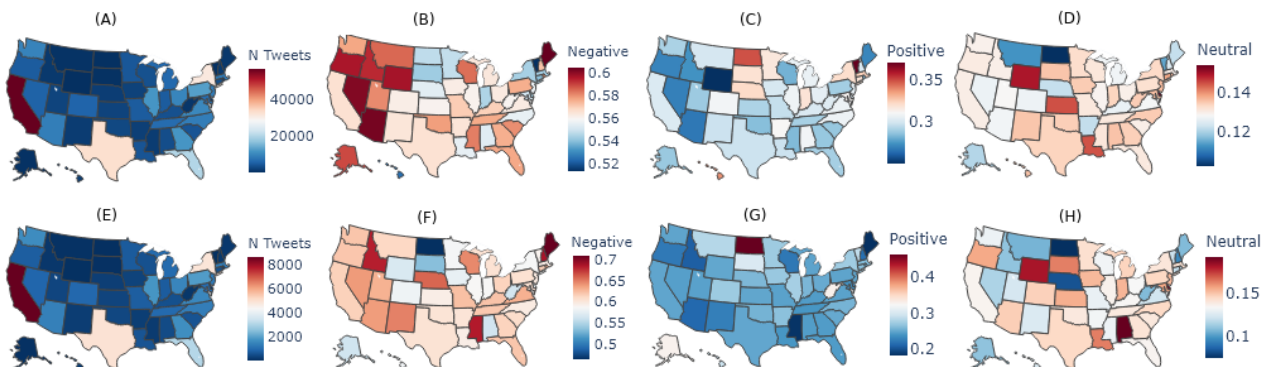 (A)
N Tweets
40000
20000
(B)
Negative
0.6
0.58
0.56
0.54
0.52
(C)
Positive
0.35
0.3
(D)
Neutral
0.14
0.12
(E)
N Tweets
8000
6000
4000
2000
(F)
Negative
0.7
0.65
0.6
0.55
0.5
(G)
Positive
0.4
0.3
0.2
(H)
Neutral
0.15
0.1